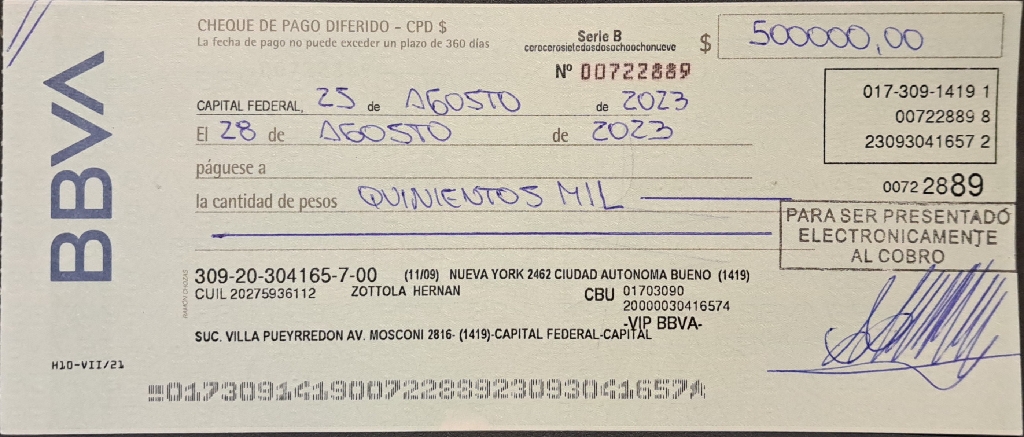 BBVA
CHEQUE DE PAGO DIFERIDO - CPD $
La fecha de pago no puede exceder un plazo de 360 días
Serie B
cerocerosietedosdosochoochonueve
Nº 00722889
$ 500000,00
017-309-1419 1
00722889 8
23093041657 2
CAPITAL FEDERAL, 25 de AGOSTO de 2023
El 28 de AGOSTO de 2023
páguese a
0072 2889
la cantidad de pesos QUINIENTOS MIL
PARA SER PRESENTADO
ELECTRONICAMENTE
AL COBRO
309-20-304165-7-00 (11/09) NUEVA YORK 2462 CIUDAD AUTONOMA BUENO (1419)
CUIL 20275936112 ZOTTOLA HERNAN CBU 01703090
20000030416574
-VIP BBVA-
SUC. VILLA PUEYRREDON AV. MOSCONI 2816- (1419)-CAPITAL FEDERAL-CAPITAL
H10-VII/21
017309141900722889230930416574